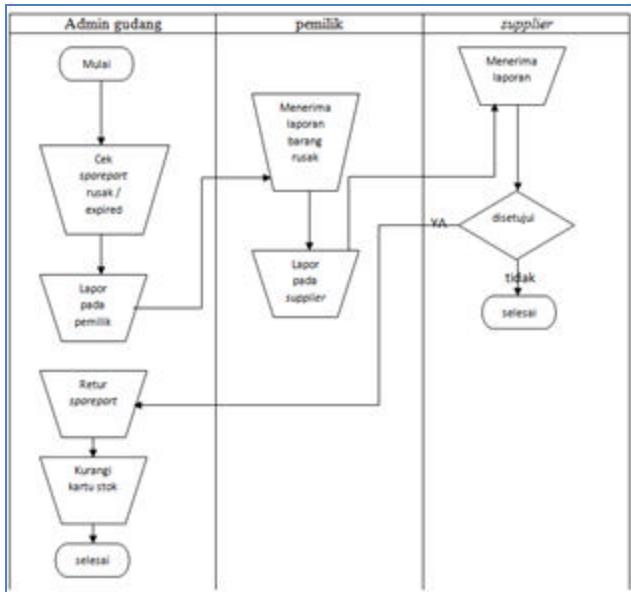 Admin gudang
pemilik
supplier
Mulai
Cek
sporeport
rusak /
expired
Lapor
pada
pemilik
Menerima
laporan
barang
rusak
Lapor
pada
supplier
Menerima
laporan
disetujui
YA
tidak
selesai
Retur
sporeport
Kurangi
kartu stok
selesai